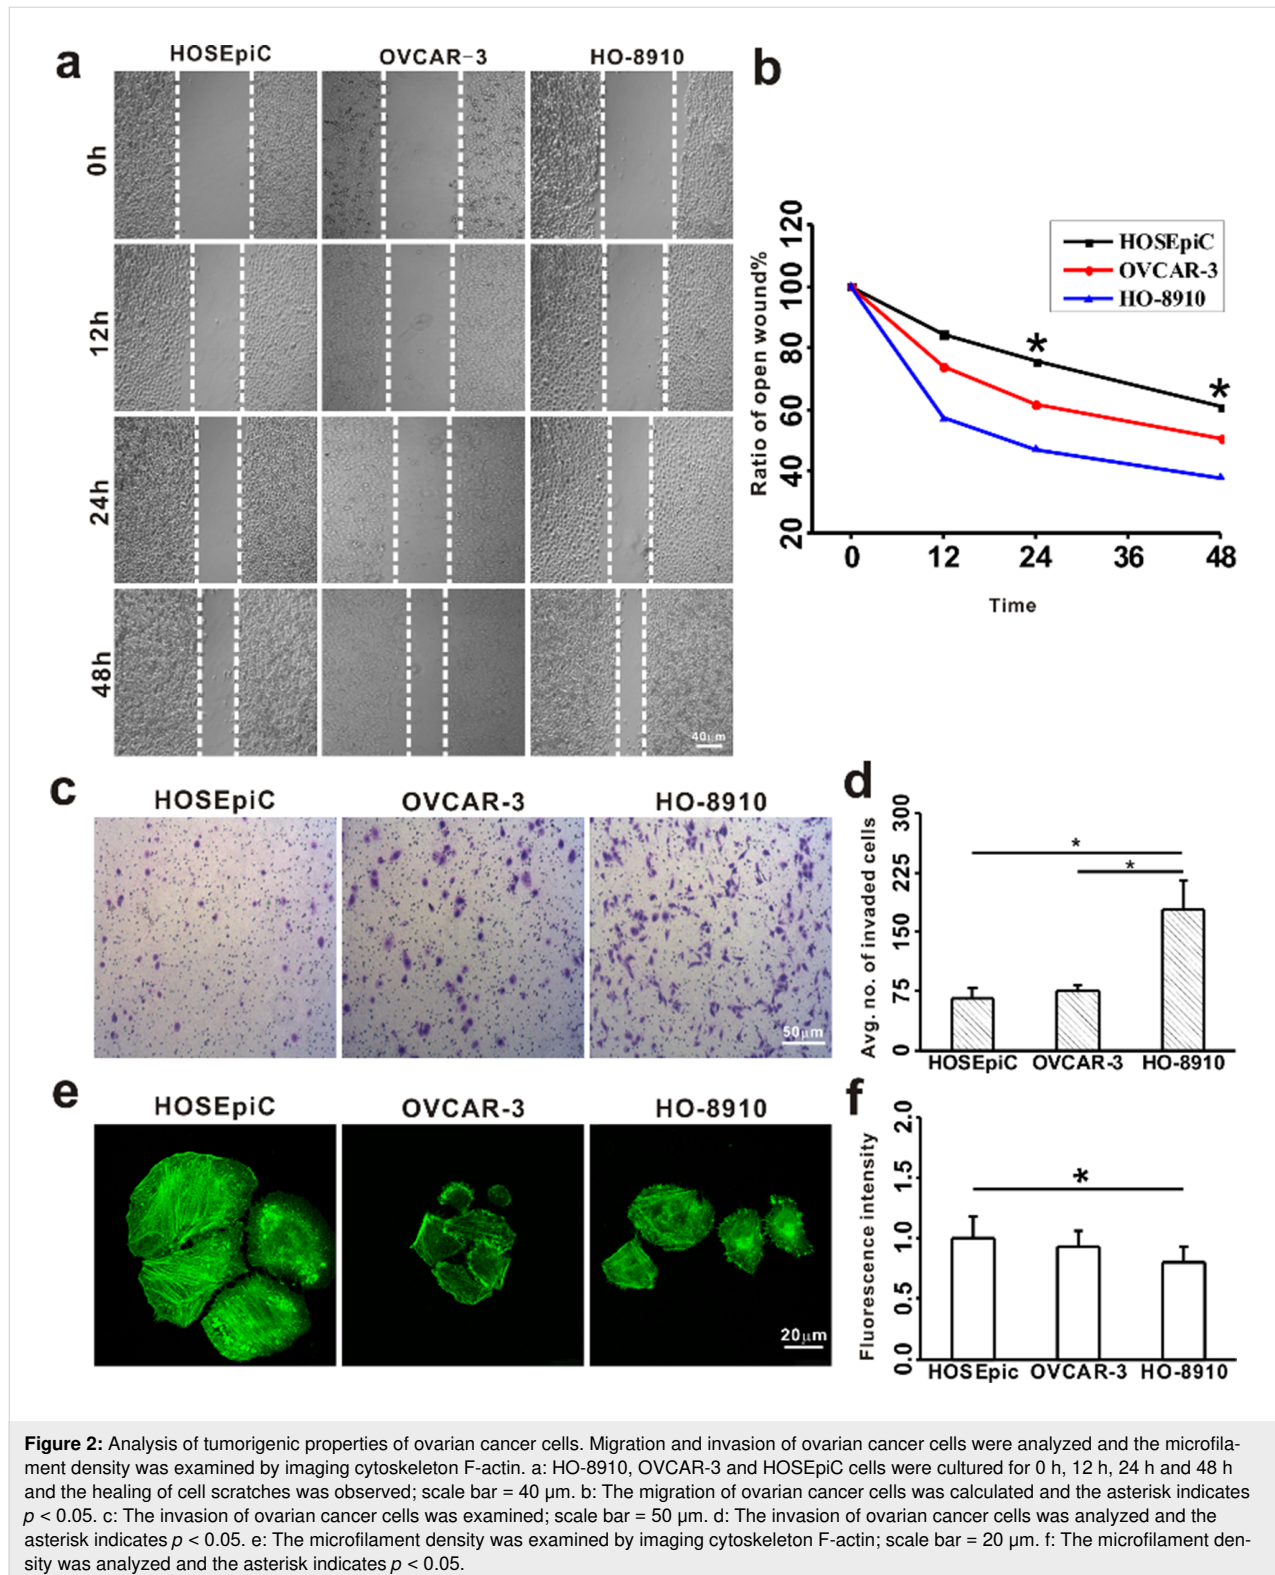 a
HOSEpiC
OVCAR-3
HO-8910
0h
12h
24h
48h
40μm
b
Ratio of open wound%
120
100
80
60
40
20
HOSEpiC
OVCAR-3
HO-8910
*
*
0 12 24 36 48
Time
c
HOSEpiC
OVCAR-3
HO-8910
50μm
d
Avg. no. of invaded cells
300
225
150
75
0
*
*
HOSEpiC OVCAR-3 HO-8910
e
HOSEpiC
OVCAR-3
HO-8910
20μm
f
Fluorescence intensity
2.0
1.5
1.0
0.5
0.0
*
HOSEpic OVCAR-3 HO-8910
Figure 2: Analysis of tumorigenic properties of ovarian cancer cells. Migration and invasion of ovarian cancer cells were analyzed and the microfila-
ment density was examined by imaging cytoskeleton F-actin. a: HO-8910, OVCAR-3 and HOSEpiC cells were cultured for 0 h, 12 h, 24 h and 48 h
and the healing of cell scratches was observed; scale bar = 40 μm. b: The migration of ovarian cancer cells was calculated and the asterisk indicates
p < 0.05. c: The invasion of ovarian cancer cells was examined; scale bar = 50 μm. d: The invasion of ovarian cancer cells was analyzed and the
asterisk indicates p < 0.05. e: The microfilament density was examined by imaging cytoskeleton F-actin; scale bar = 20 μm. f: The microfilament den-
sity was analyzed and the asterisk indicates p < 0.05.